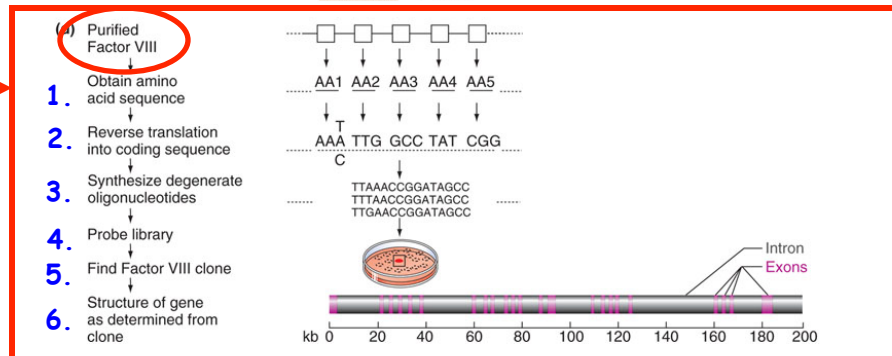 (d) Purified
Factor VIII
1. Obtain amino
acid sequence
2. Reverse translation
into coding sequence
3. Synthesize degenerate
oligonucleotides
4. Probe library
5. Find Factor VIII clone
6. Structure of gene
as determined from
clone
AA1 AA2 AA3 AA4 AA5
T
AAA TTG GCC TAT CGG
C
TTAAACCGGATAGCC
TTTAACCGGATAGCC
TTGAACCGGATAGCC
Intron
Exons
kb 0 20 40 60 80 100 120 140 160 180 200